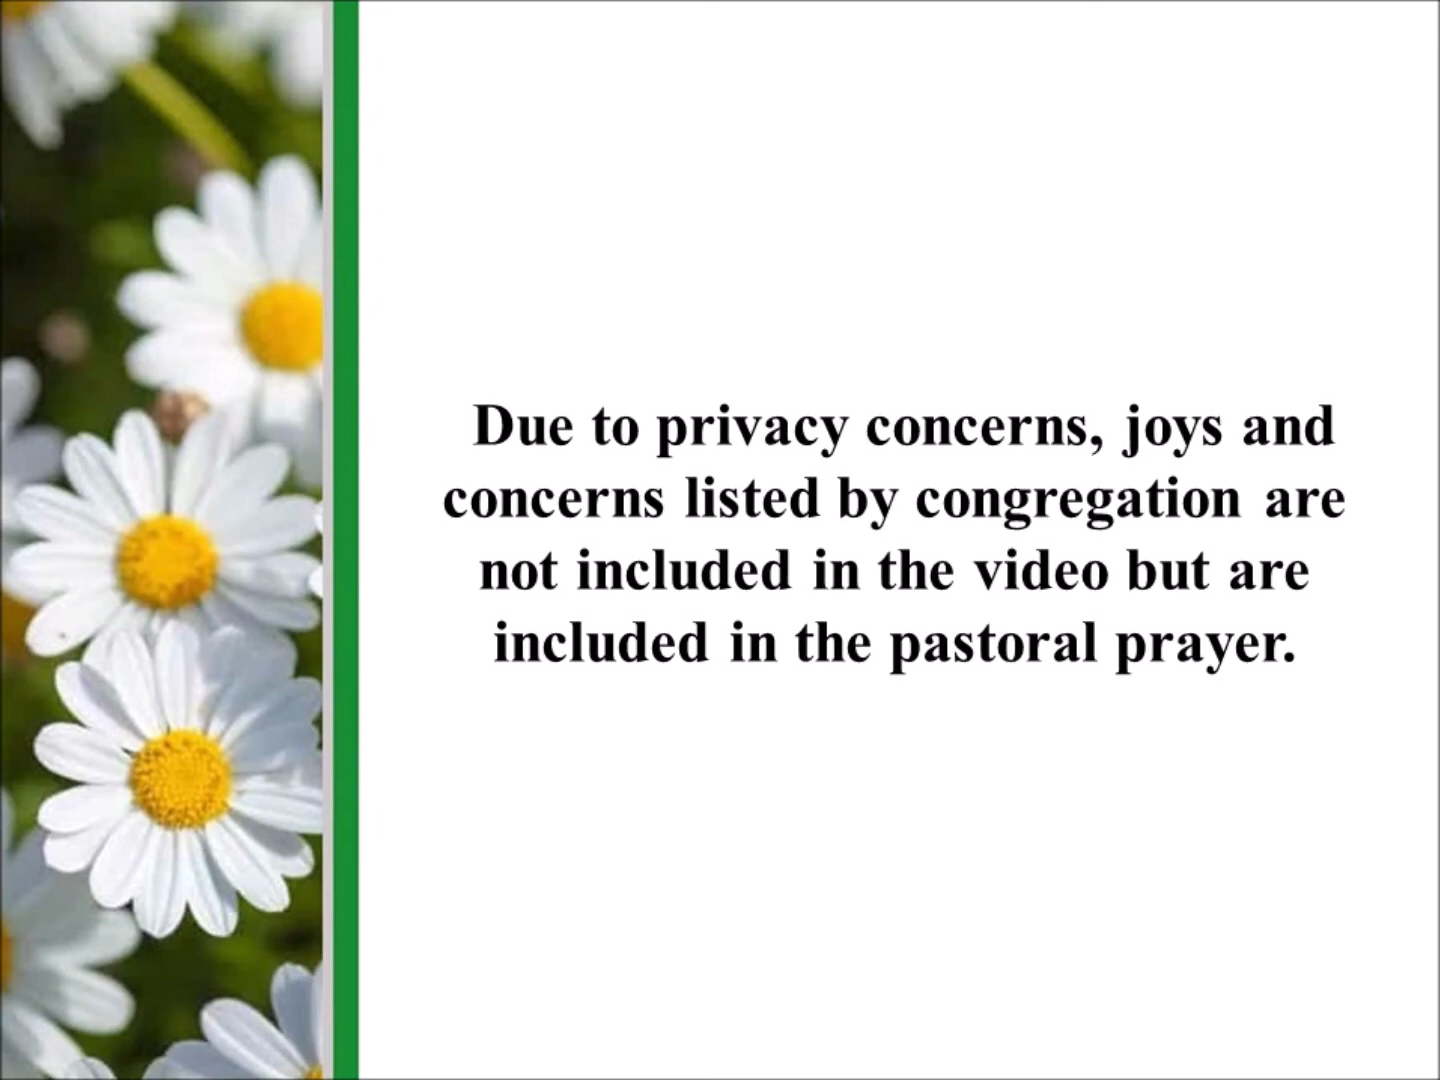 Due to privacy concerns, joys and
concerns listed by congregation are
not included in the video but are
included in the pastoral prayer.